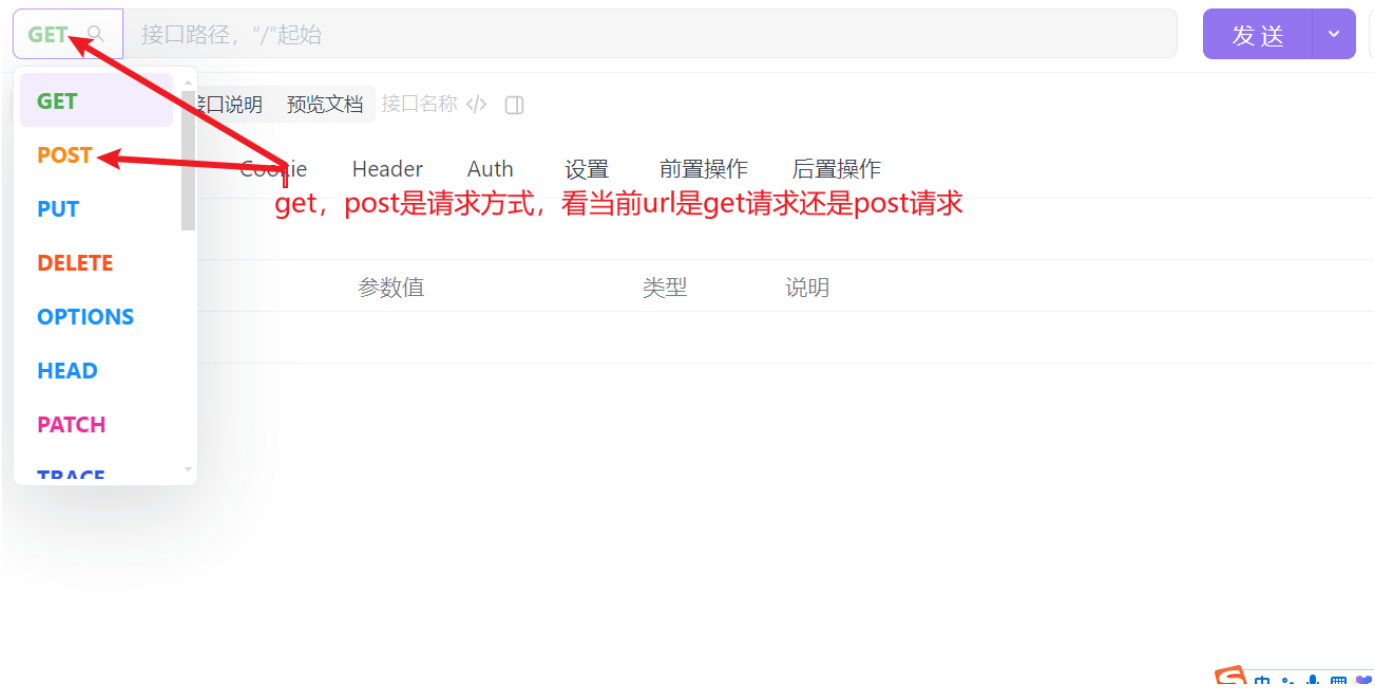 GET 接口路径，“/”起始 发 送
GET 接口说明 预览文档 接口名称 </>
POST Cookie Header Auth 设置 前置操作 后置操作
PUT get，post是请求方式，看当前url是get请求还是post请求
DELETE
参数值 类型 说明
OPTIONS
HEAD
PATCH
TRACE
中